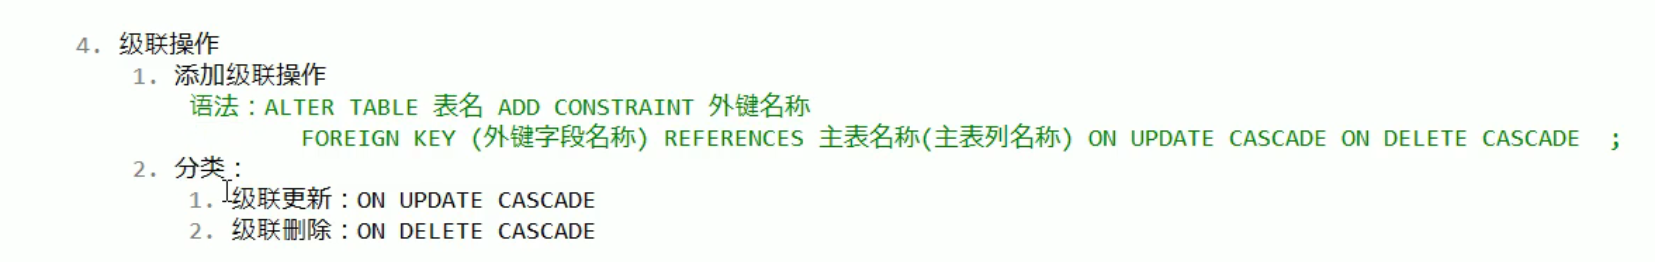 4. 级联操作
1. 添加级联操作
语法：ALTER TABLE 表名 ADD CONSTRAINT 外键名称
FOREIGN KEY (外键字段名称) REFERENCES 主表名称(主表列名称) ON UPDATE CASCADE ON DELETE CASCADE ;
2. 分类：
1. 级联更新：ON UPDATE CASCADE
2. 级联删除：ON DELETE CASCADE